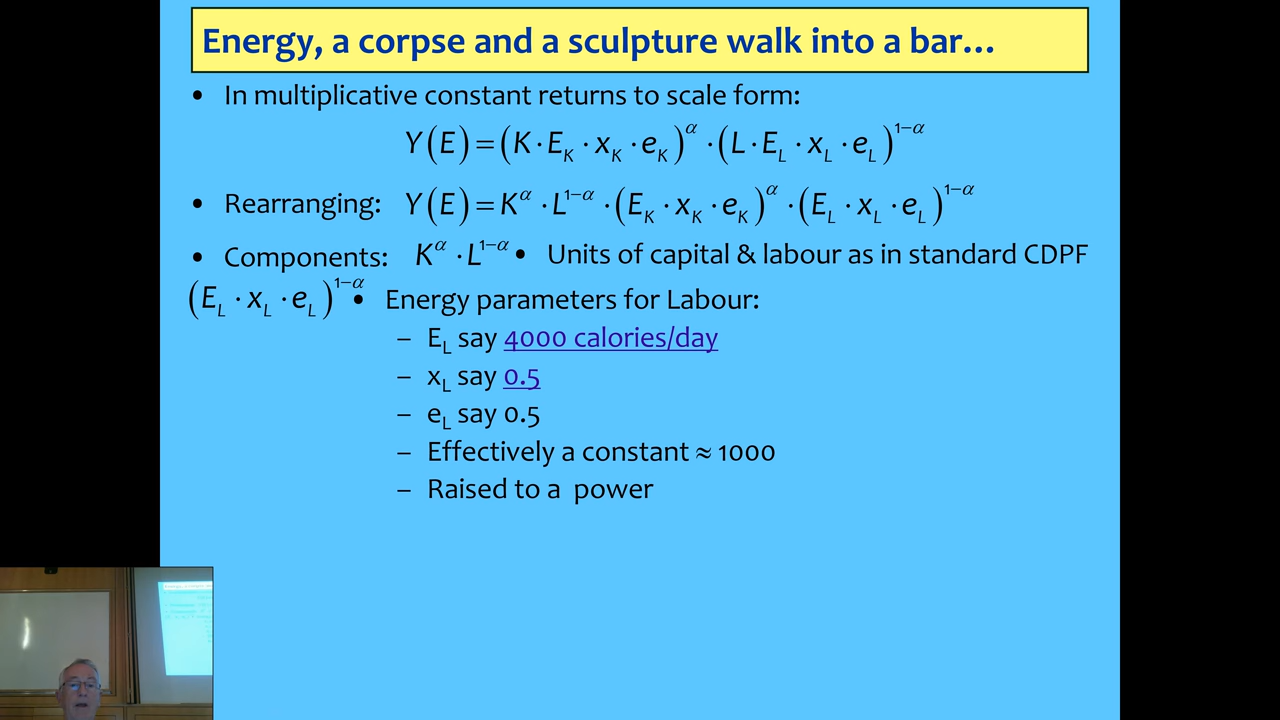 Energy, a corpse and a sculpture walk into a bar…
• In multiplicative constant returns to scale form:
Y(E) = (K · E_K · x_K · e_K)^α · (L · E_L · x_L · e_L)^{1−α}
• Rearranging: Y(E) = K^α · L^{1−α} · (E_K · x_K · e_K)^α · (E_L · x_L · e_L)^{1−α}
• Components: K^α · L^{1−α} • Units of capital & labour as in standard CDPF
(E_L · x_L · e_L)^{1−α} • Energy parameters for Labour:
– E_L say 4000 calories/day
– x_L say 0.5
– e_L say 0.5
– Effectively a constant ≈ 1000
– Raised to a power